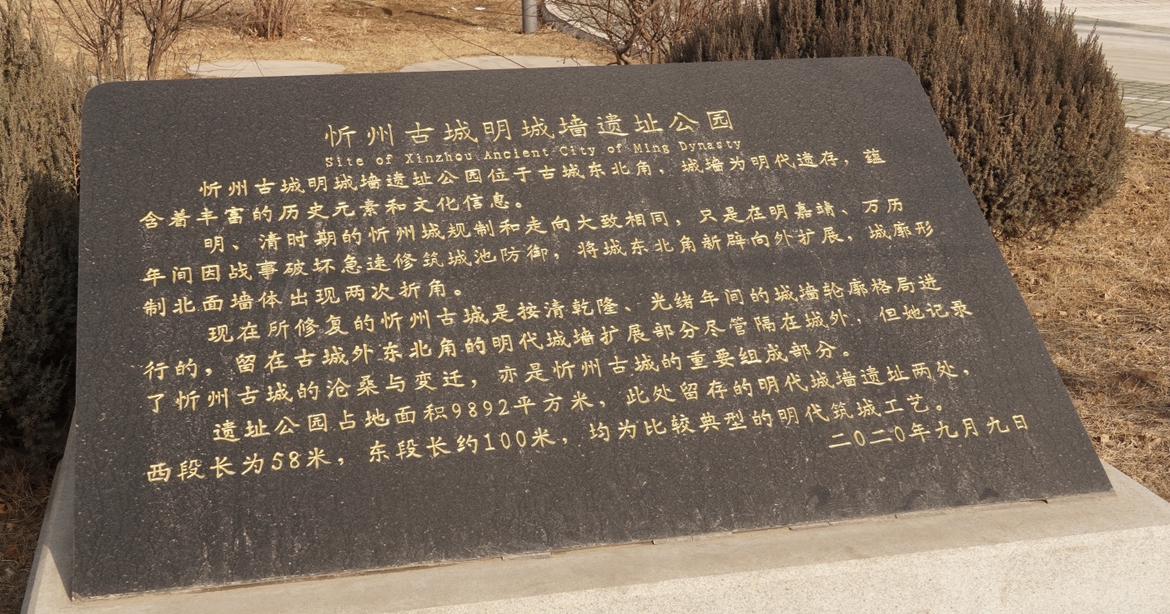 忻州古城明城墙遗址公园
Site of Xinzhou Ancient City of Ming Dynasty
忻州古城明城墙遗址公园位于古城东北角，城墙为明代遗存，蕴
含着丰富的历史元素和文化信息。
明、清时期的忻州城规制和走向大致相同，只是在明嘉靖、万历
年间因战事破坏急速修筑城池防御，将城东北角新辟向外扩展，城廓形
制北面墙体出现两次折角。
现在所修复的忻州古城是按清乾隆、光绪年间的城墙轮廓格局进
行的，留在古城外东北角的明代城墙扩展部分尽管隔在城外，但她记录
了忻州古城的沧桑与变迁，亦是忻州古城的重要组成部分。
遗址公园占地面积9892平方米，此处留存的明代城墙遗址两处，
西段长为58米，东段长约100米，均为比较典型的明代筑城工艺。
二〇二〇年九月九日